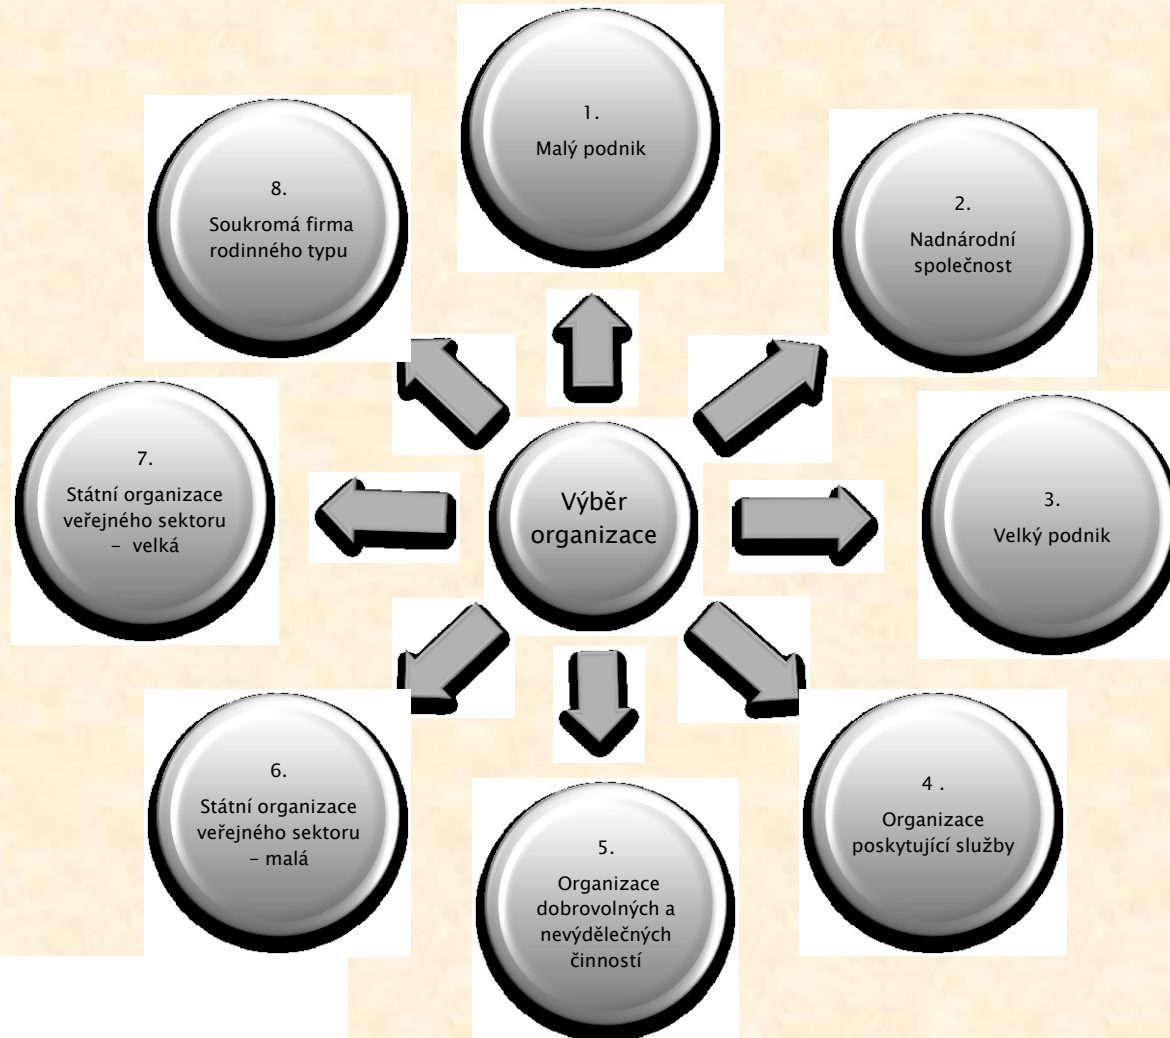 1.
Malý podnik
8.
Soukromá firma
rodinného typu
2.
Nadnárodní
společnost
7.
Státní organizace
veřejného sektoru
– velká
Výběr
organizace
3.
Velký podnik
6.
Státní organizace
veřejného sektoru
– malá
4 .
Organizace
poskytující služby
5.
Organizace
dobrovolných a
nevýdělečných
činností